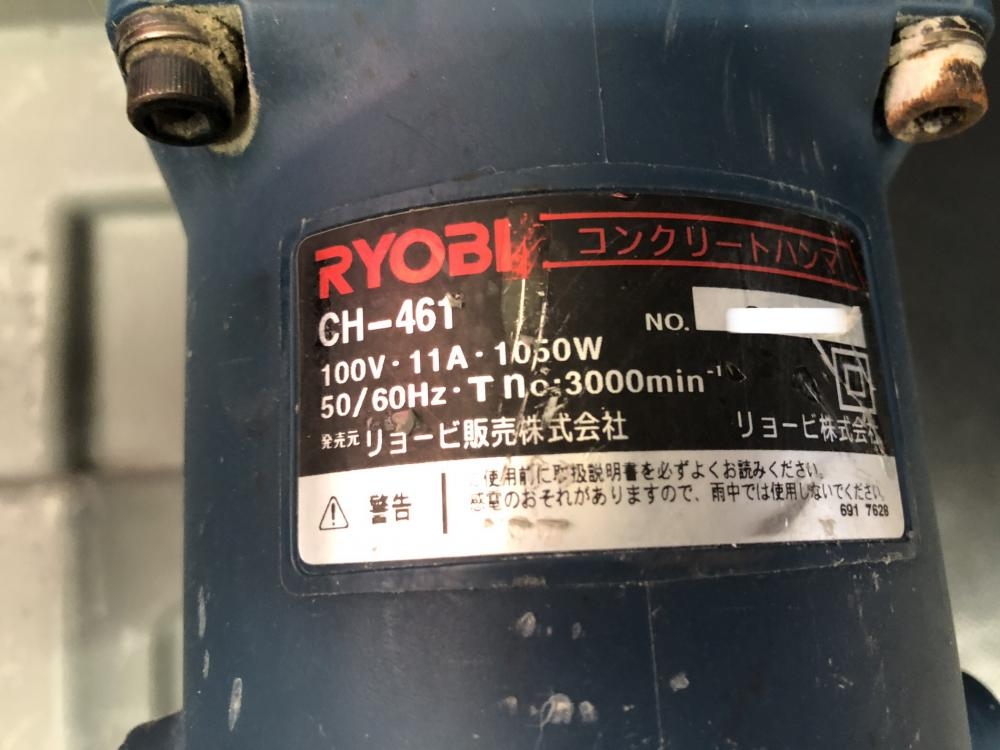 RYOBI
コンクリートハンマ
CH-461
NO.
100V・11A・1050W
50/60Hz・T no:3000min⁻¹
発売元 リョービ販売株式会社
リョービ株式会社
警告
使用前に取扱説明書を必ずよくお読みください。
感電のおそれがありますので、雨中では使用しないでください。
691 7628